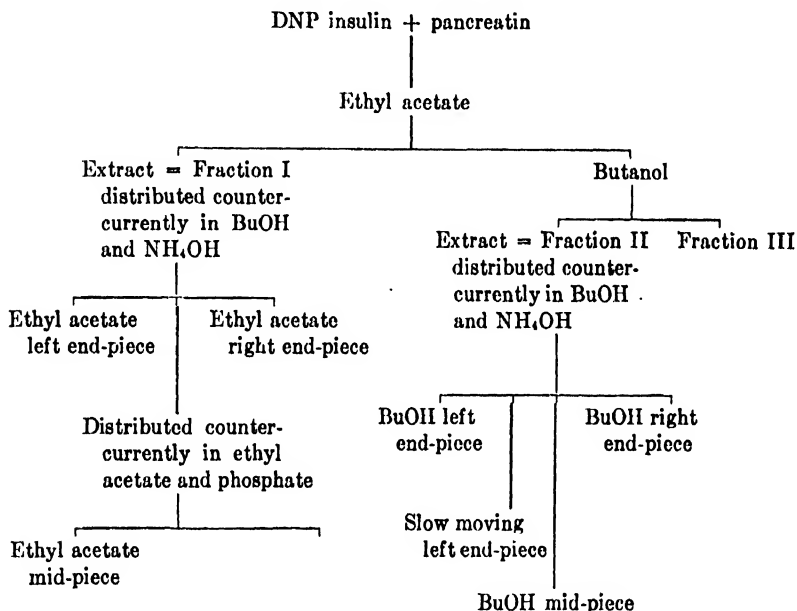 DNP insulin + pancreatin
Ethyl acetate
Extract = Fraction I
distributed counter-
currently in BuOH
and NH₄OH
Butanol
Extract = Fraction II
distributed counter-
currently in BuOH
and NH₄OH
Fraction III
Ethyl acetate
left end-piece
Ethyl acetate
right end-piece
Distributed counter-
currently in ethyl
acetate and phosphate
Ethyl acetate
mid-piece
BuOH left
end-piece
BuOH right
end-piece
Slow moving
left end-piece
BuOH mid-piece